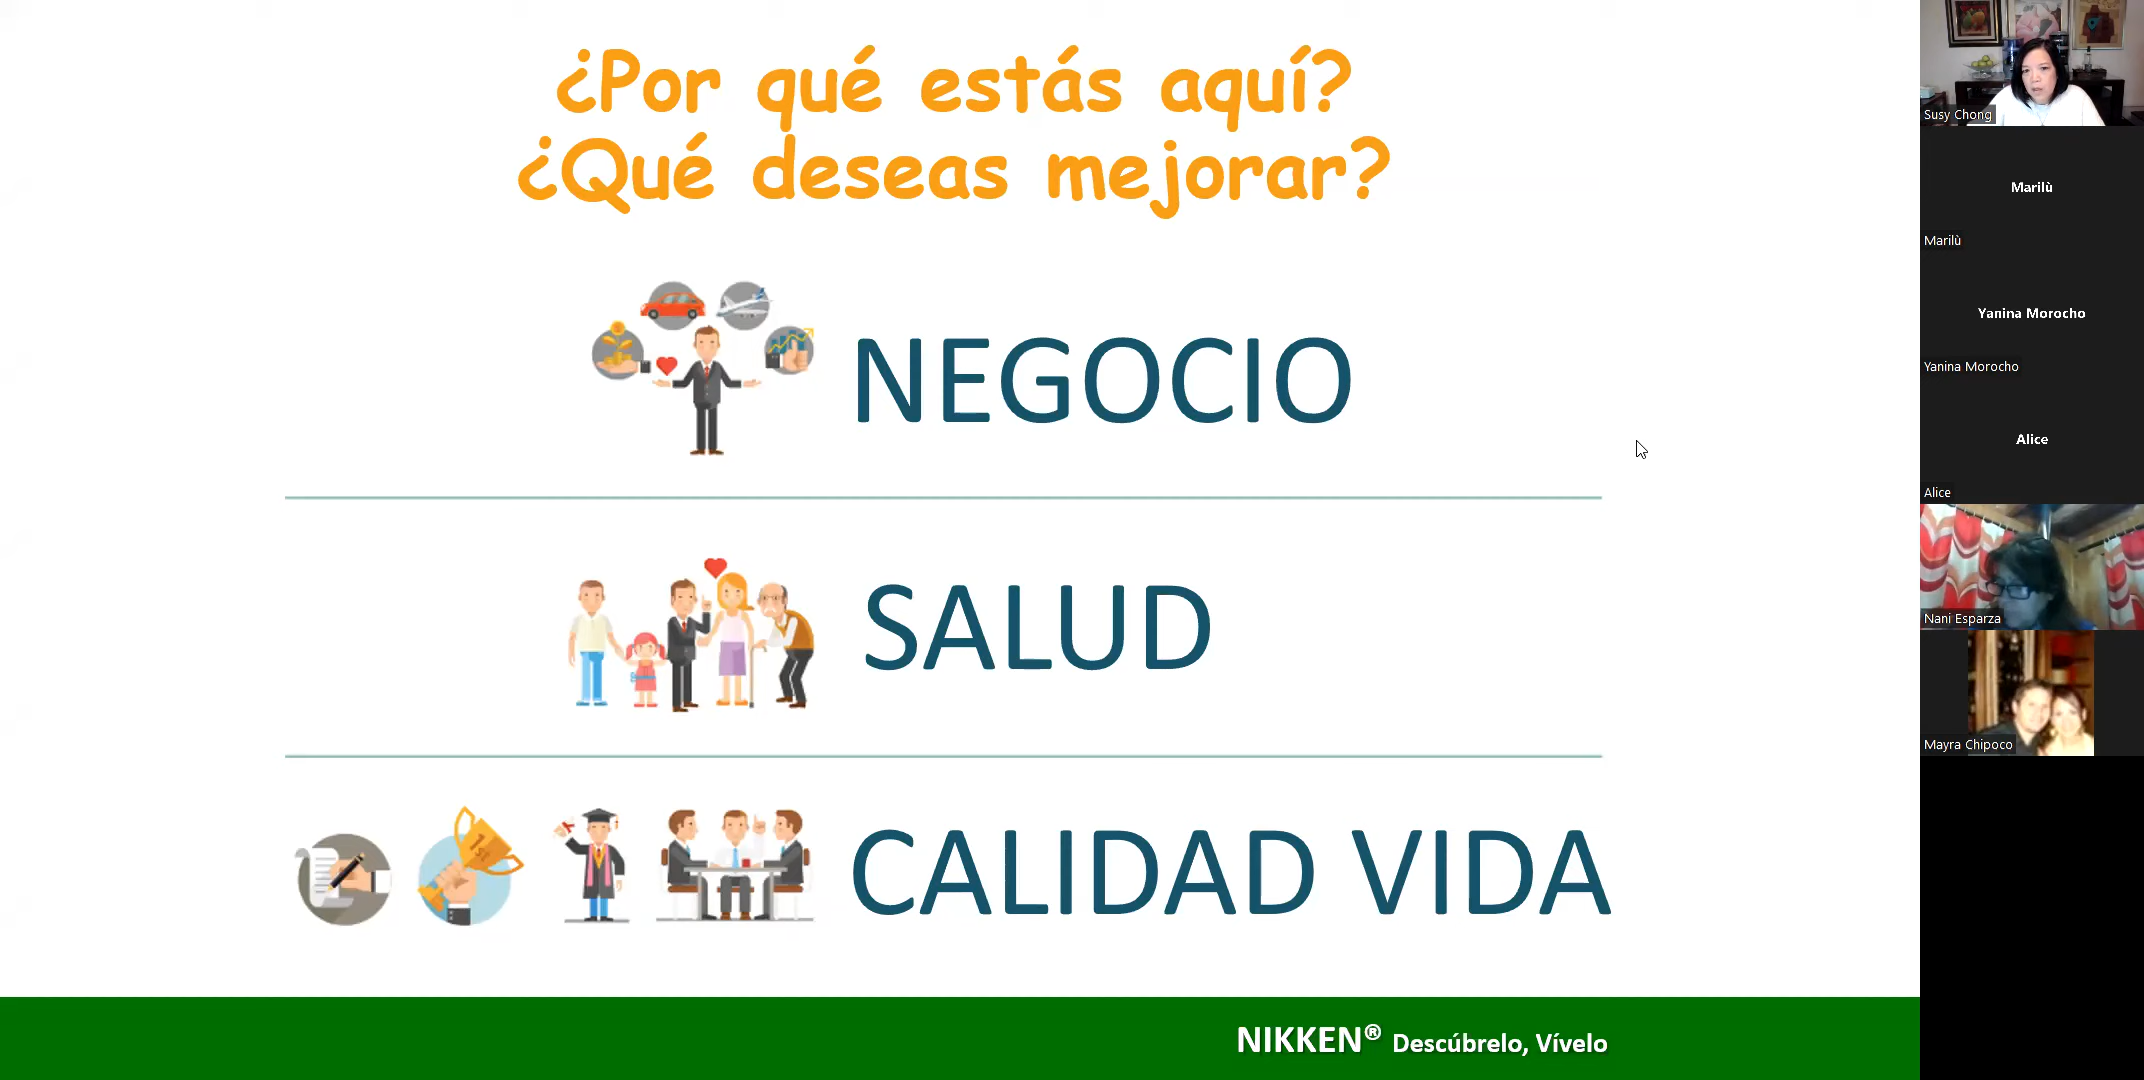 ¿Por qué estás aquí?
¿Qué deseas mejorar?
NEGOCIO
SALUD
CALIDAD VIDA
1ST
NIKKEN® Descúbrelo, Vívelo
Susy Chong
Marilù
Marilù
Yanina Morocho
Yanina Morocho
Alice
Alice
Nani Esparza
Mayra Chipoco